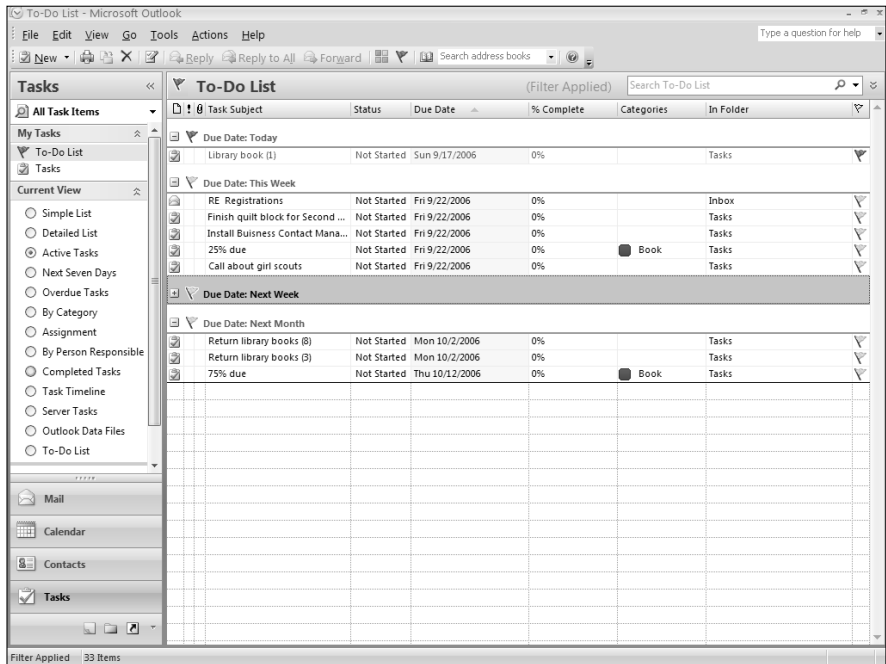 To-Do List - Microsoft Outlook
File Edit View Go Tools Actions Help
Type a question for help
New Reply Reply to All Forward Search address books
Tasks
To-Do List (Filter Applied) Search To-Do List
All Task Items
Task Subject Status Due Date % Complete Categories In Folder
My Tasks
To-Do List
Tasks
Current View
Simple List
Detailed List
Active Tasks
Next Seven Days
Overdue Tasks
By Category
Assignment
By Person Responsible
Completed Tasks
Task Timeline
Server Tasks
Outlook Data Files
To-Do List
Mail
Calendar
Contacts
Tasks
Due Date: Today
Library book (1) Not Started Sun 9/17/2006 0% Tasks
Due Date: This Week
RE Registrations Not Started Fri 9/22/2006 0% Inbox
Finish quilt block for Second ... Not Started Fri 9/22/2006 0% Tasks
Install Buisness Contact Mana... Not Started Fri 9/22/2006 0% Tasks
25% due Not Started Fri 9/22/2006 0% Book Tasks
Call about girl scouts Not Started Fri 9/22/2006 0% Tasks
Due Date: Next Week
Due Date: Next Month
Return library books (8) Not Started Mon 10/2/2006 0% Tasks
Return library books (3) Not Started Mon 10/2/2006 0% Tasks
75% due Not Started Thu 10/12/2006 0% Book Tasks
Filter Applied 33 Items